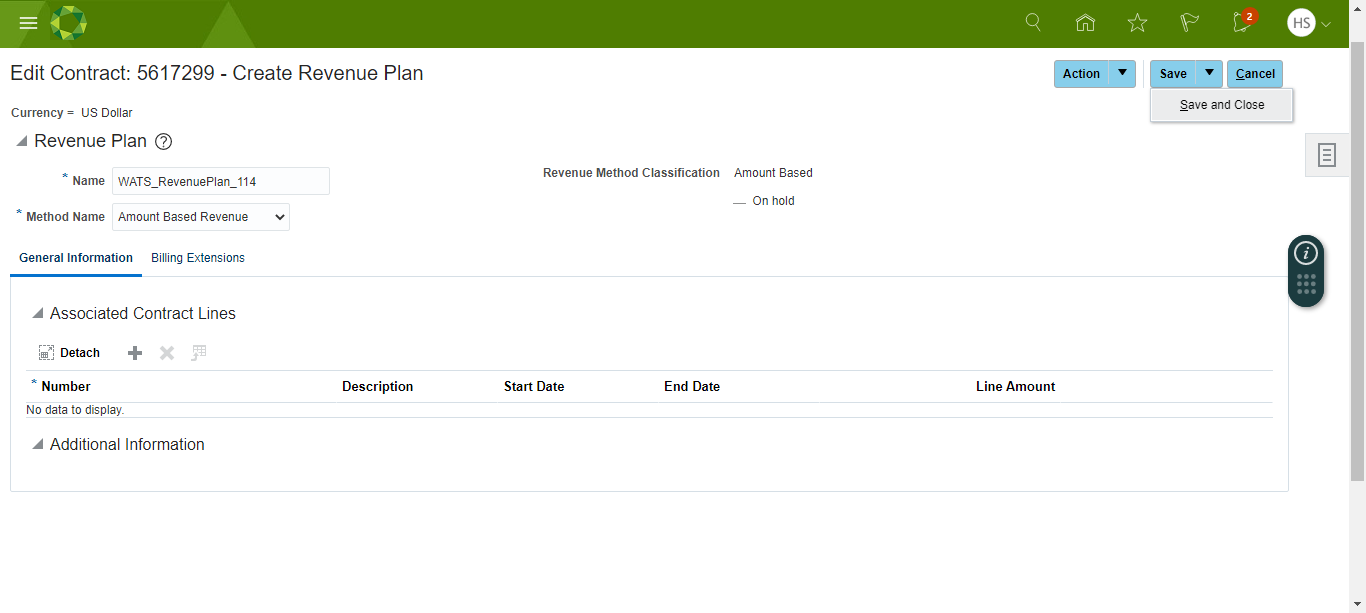 2
HS
Edit Contract: 5617299 - Create Revenue Plan
Action
Save
Cancel
Save and Close
Currency = US Dollar
Revenue Plan
* Name WATS_RevenuePlan_114
Revenue Method Classification Amount Based
On hold
* Method Name Amount Based Revenue
General Information Billing Extensions
Associated Contract Lines
Detach
* Number Description Start Date End Date Line Amount
No data to display.
Additional Information